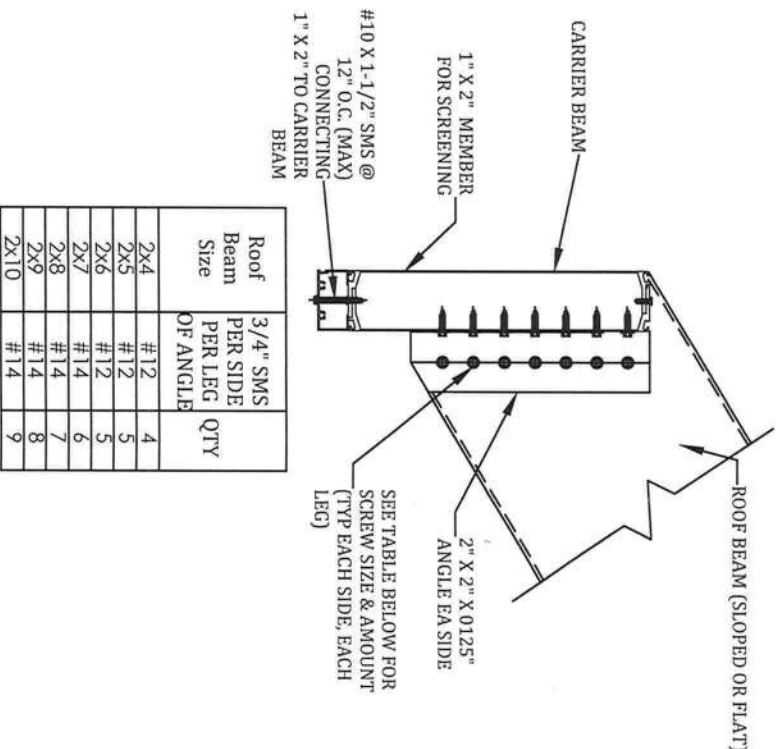 ROOF BEAM (SLOPED OR FLAT)
CARRIER BEAM
1" X 2" MEMBER
FOR SCREENING
#10 X 1-1/2" SMS @
12" O.C. (MAX)
CONNECTING
1" X 2" TO CARRIER
BEAM
2" X 2" X 0125"
ANGLE EA SIDE
SEE TABLE BELOW FOR
SCREW SIZE & AMOUNT
(TYP EACH SIDE, EACH
LEG)
Roof Beam Size 3/4" SMS PER SIDE PER LEG OF ANGLE QTY
2x4 #12 4
2x5 #12 5
2x6 #12 5
2x7 #14 6
2x8 #14 7
2x9 #14 8
2x10 #14 9